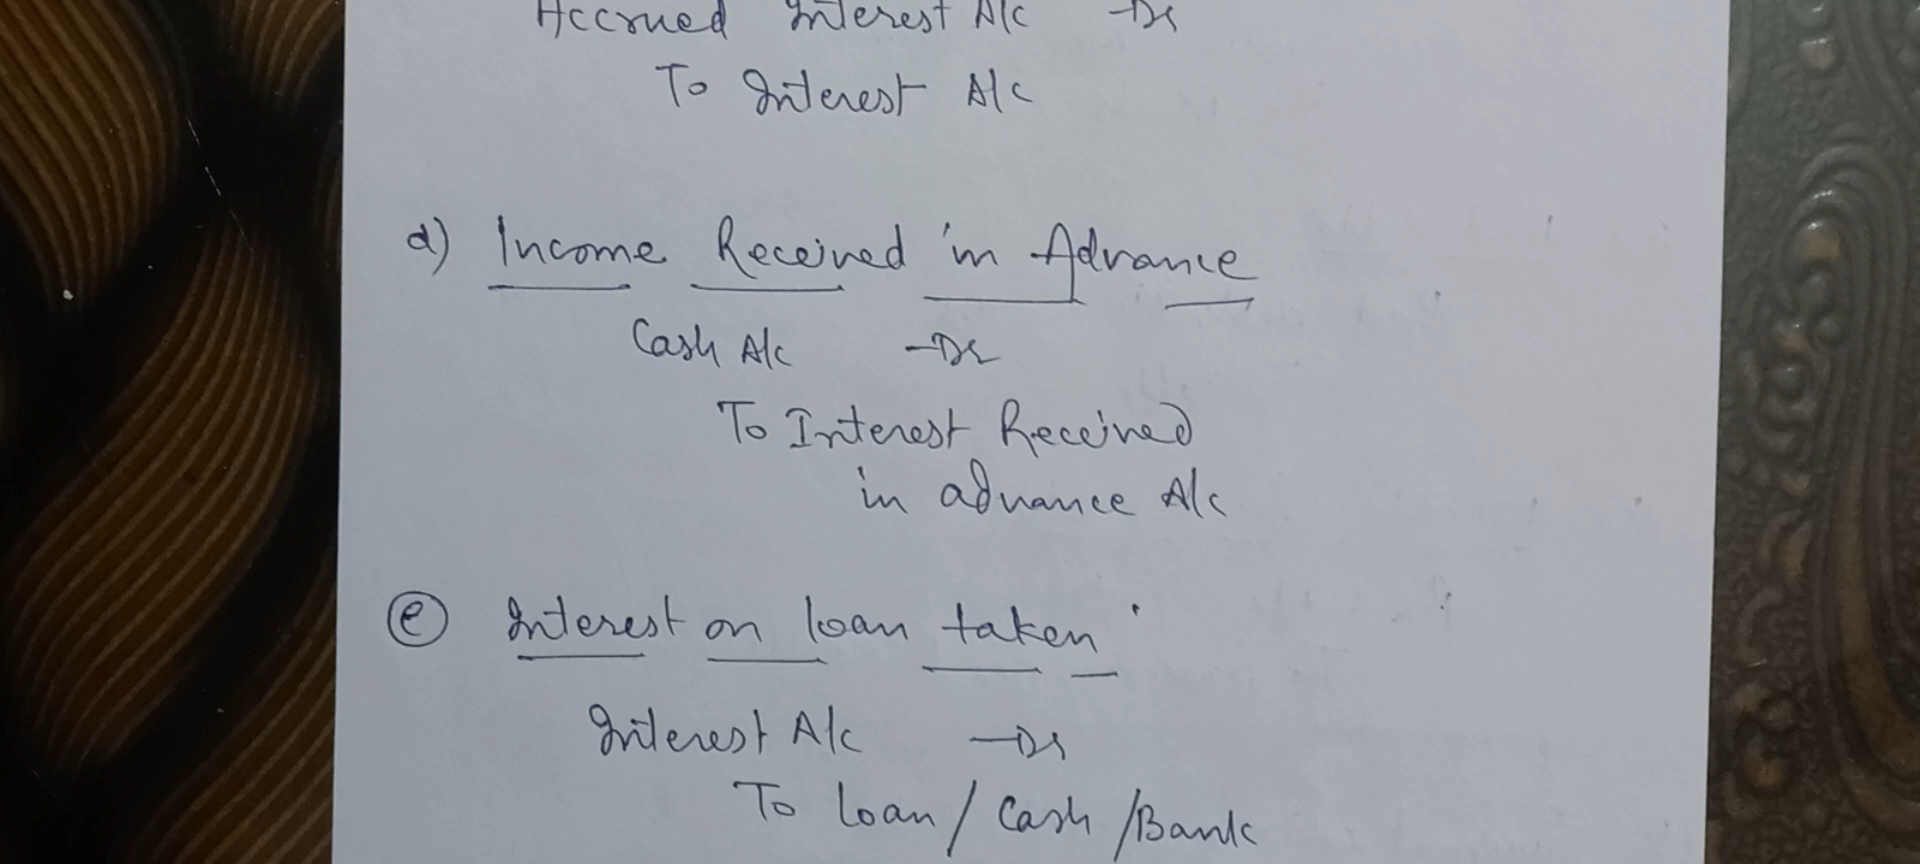 Accrued Interest A/c -Dr
To Interest A/c
d) Income Received in Advance
Cash A/c -Dr
To Interest Received
in advance A/c
e Interest on loan taken
Interest A/c -Dr
To Loan / Cash / Bank